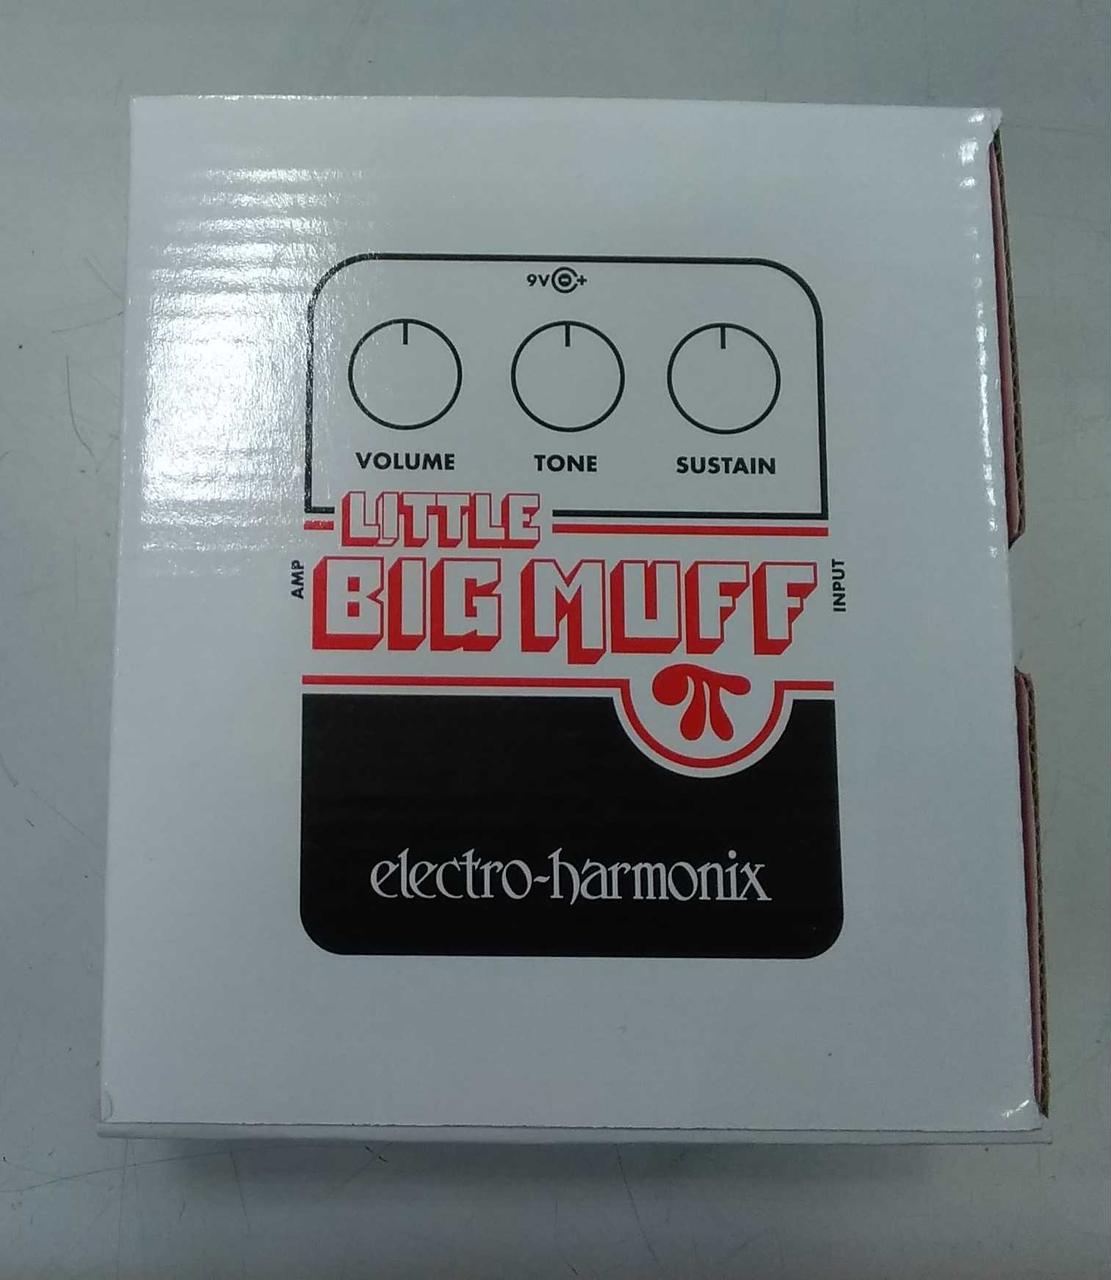 9V +
VOLUME TONE SUSTAIN
LITTLE
AMP BIG MUFF INPUT
π
electro-harmonix